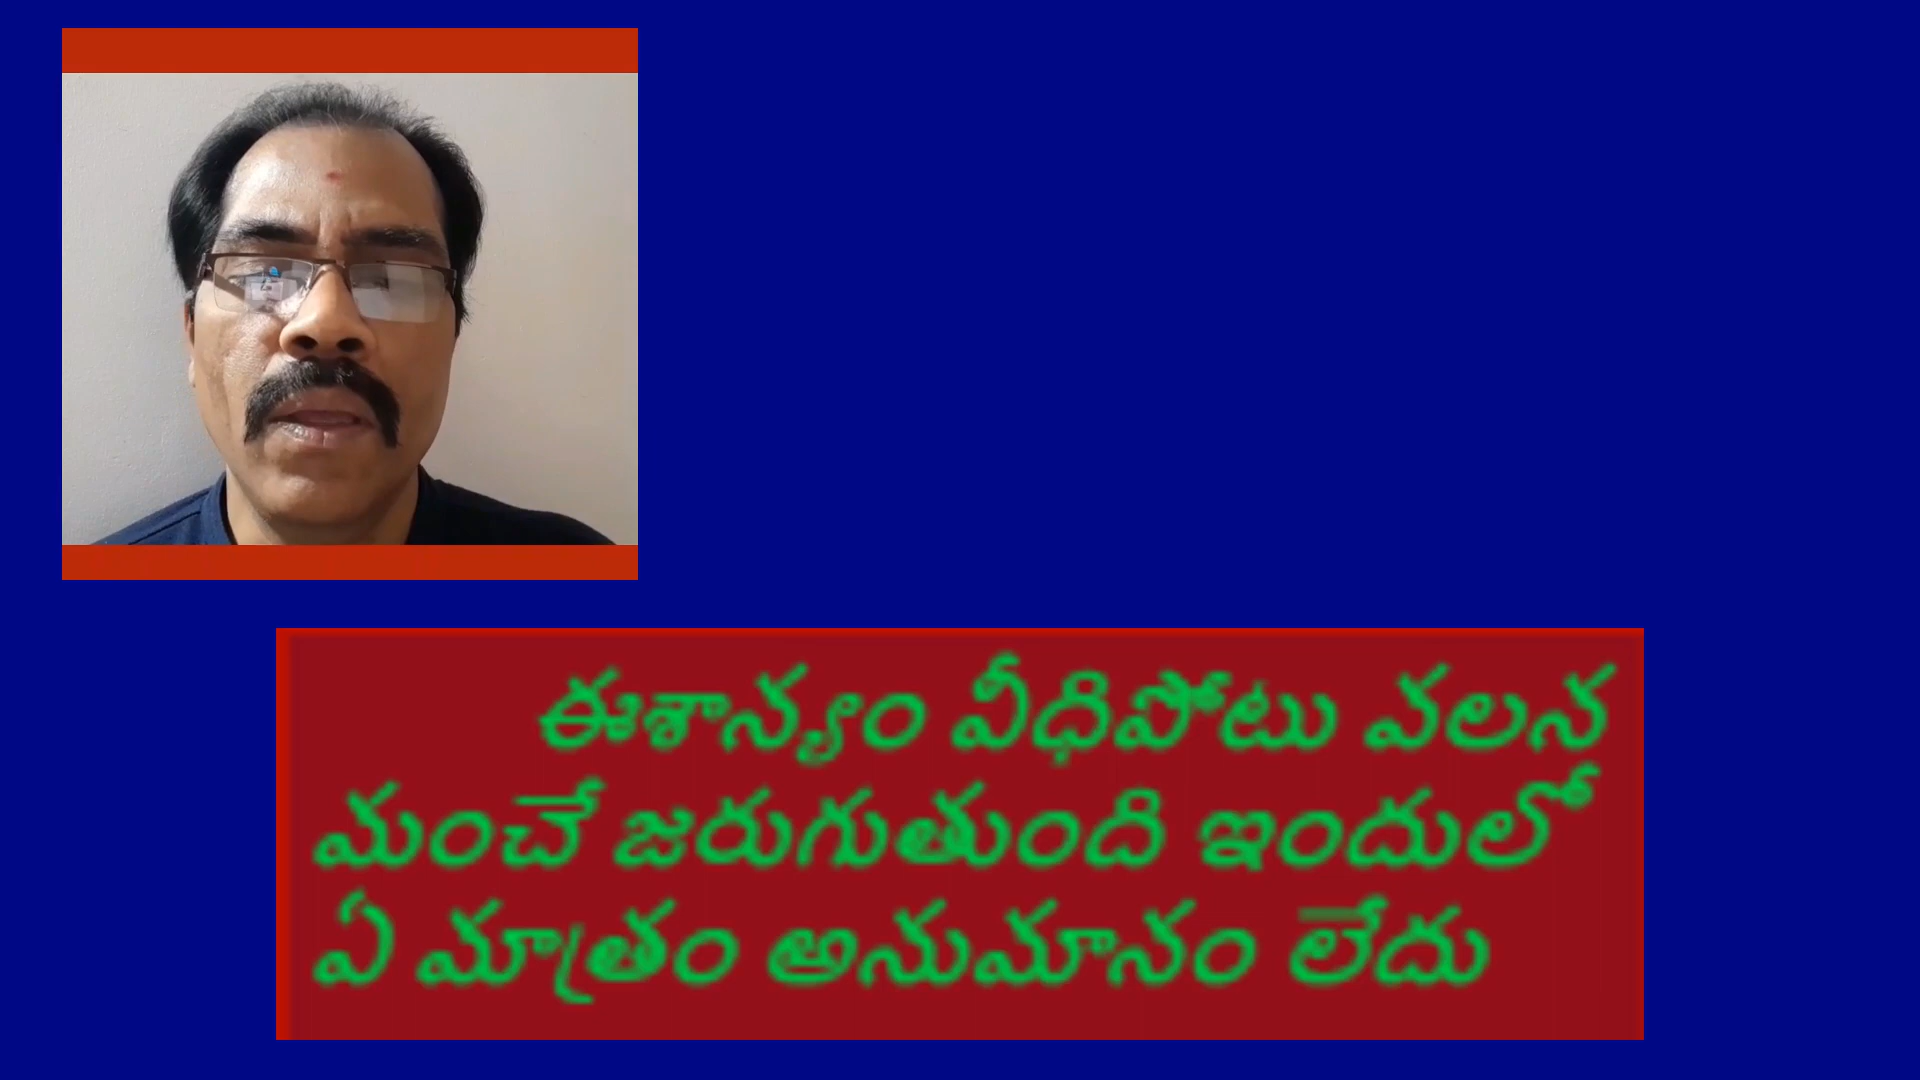 ఈశాన్యం వీధిపోటు వలన
మంచే జరుగుతుంది ఇందులో
ఏ మాత్రం అనుమానం లేదు